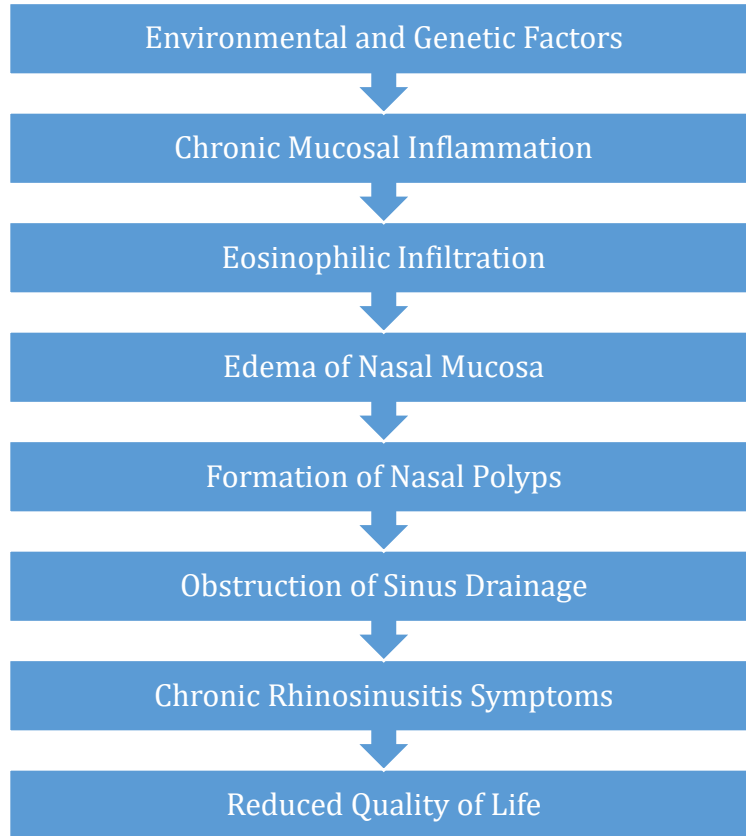 Environmental and Genetic Factors
Chronic Mucosal Inflammation
Eosinophilic Infiltration
Edema of Nasal Mucosa
Formation of Nasal Polyps
Obstruction of Sinus Drainage
Chronic Rhinosinusitis Symptoms
Reduced Quality of Life